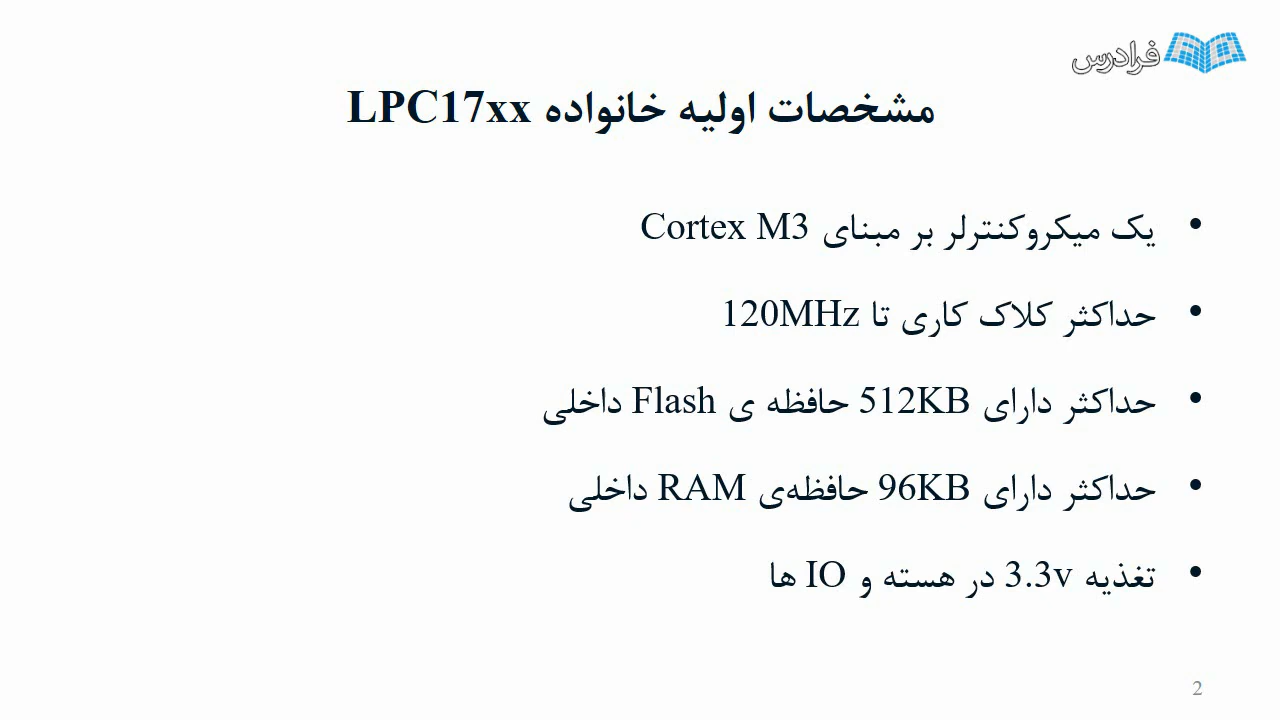 فرادرس
مشخصات اولیه خانواده LPC17xx
• یک میکروکنترلر بر مبنای Cortex M3
• حداکثر کلاک کاری تا 120MHz
• حداکثر دارای 512KB حافظه ی Flash داخلی
• حداکثر دارای 96KB حافظه‌ی RAM داخلی
• تغذیه 3.3v در هسته و IO ها
2